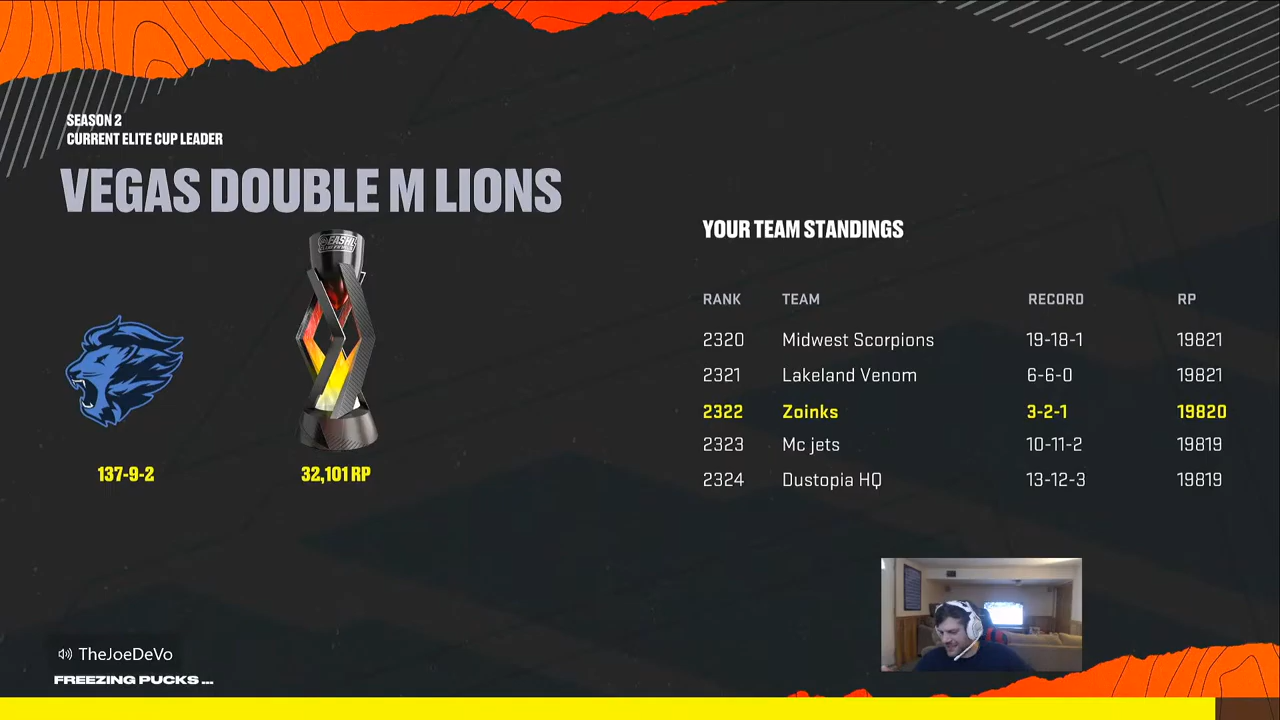 SEASON 2
CURRENT ELITE CUP LEADER
VEGAS DOUBLE M LIONS
137-9-2
32,101 RP
YOUR TEAM STANDINGS
RANK TEAM RECORD RP
2320 Midwest Scorpions 19-18-1 19821
2321 Lakeland Venom 6-6-0 19821
2322 Zoinks 3-2-1 19820
2323 Mc jets 10-11-2 19819
2324 Dustopia HQ 13-12-3 19819
TheJoeDeVo
FREEZING PUCKS ...